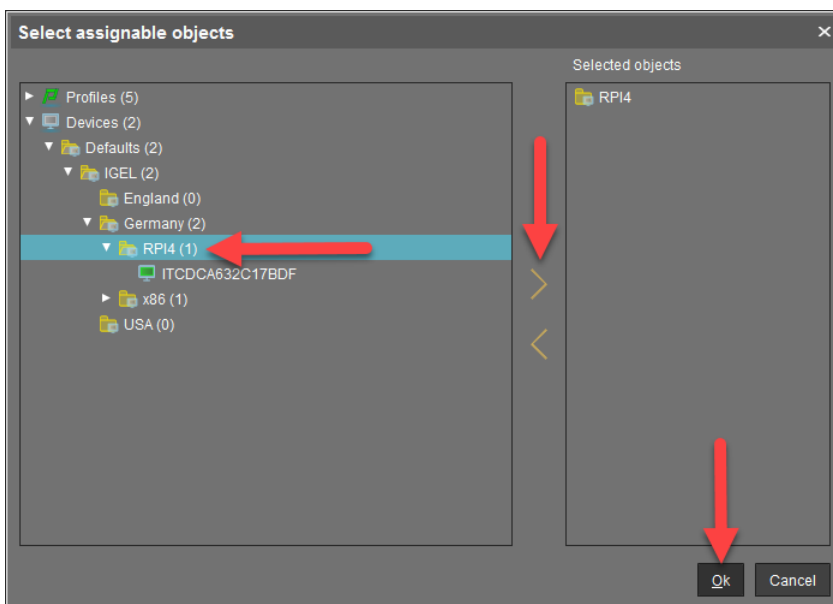 Select assignable objects
Selected objects
Profiles (5)
Devices (2)
Defaults (2)
IGEL (2)
England (0)
Germany (2)
RPI4 (1)
ITCDCA632C17BDF
x86 (1)
USA (0)
RPI4
Ok
Cancel